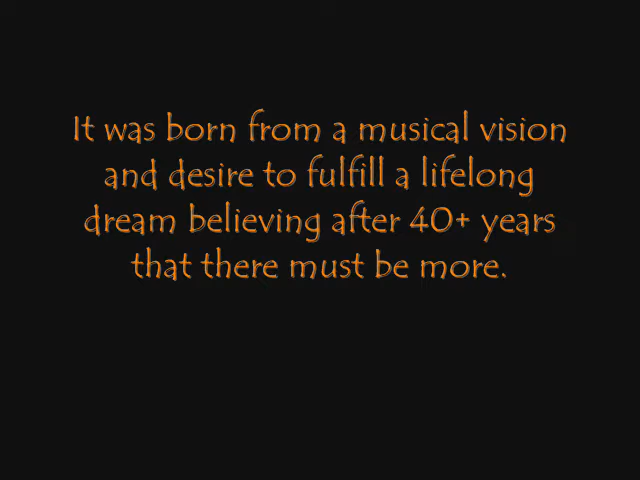 It was born from a musical vision
and desire to fulfill a lifelong
dream believing after 40+ years
that there must be more.